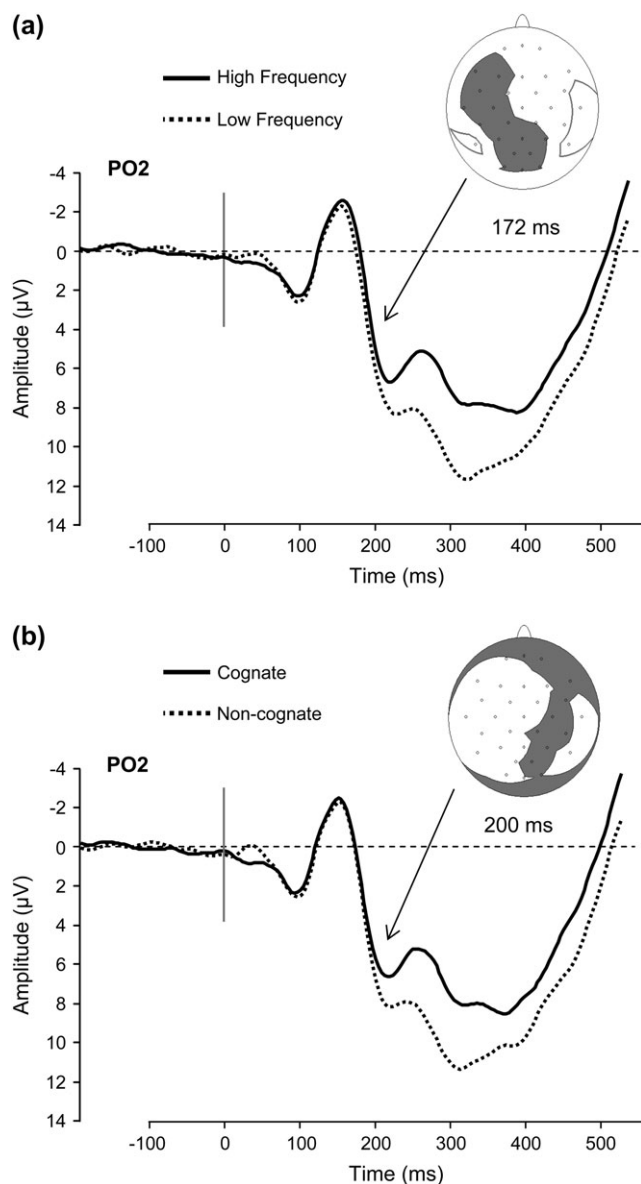 (a)
High Frequency
Low Frequency
PO2
172 ms
-4
-2
0
2
4
6
8
10
12
14
Amplitude (µV)
-100 0 100 200 300 400 500
Time (ms)
(b)
Cognate
Non-cognate
PO2
200 ms
-4
-2
0
2
4
6
8
10
12
14
Amplitude (µV)
-100 0 100 200 300 400 500
Time (ms)